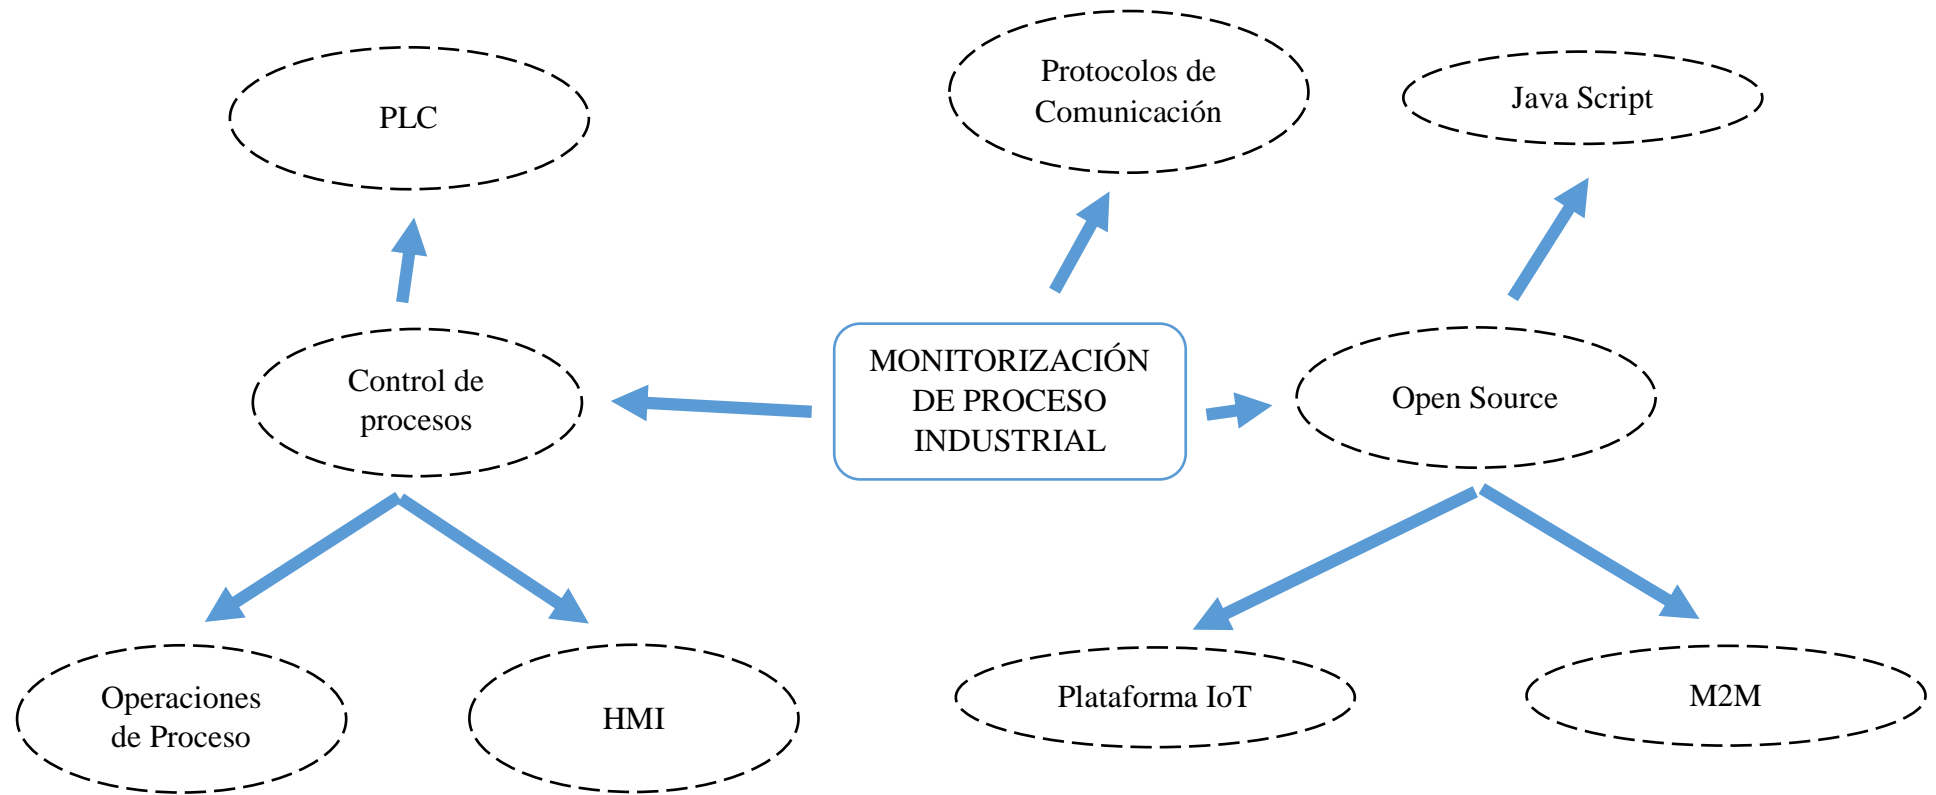 PLC
Protocolos de
Comunicación
Java Script
Control de
procesos
MONITORIZACIÓN
DE PROCESO
INDUSTRIAL
Open Source
Operaciones
de Proceso
HMI
Plataforma IoT
M2M